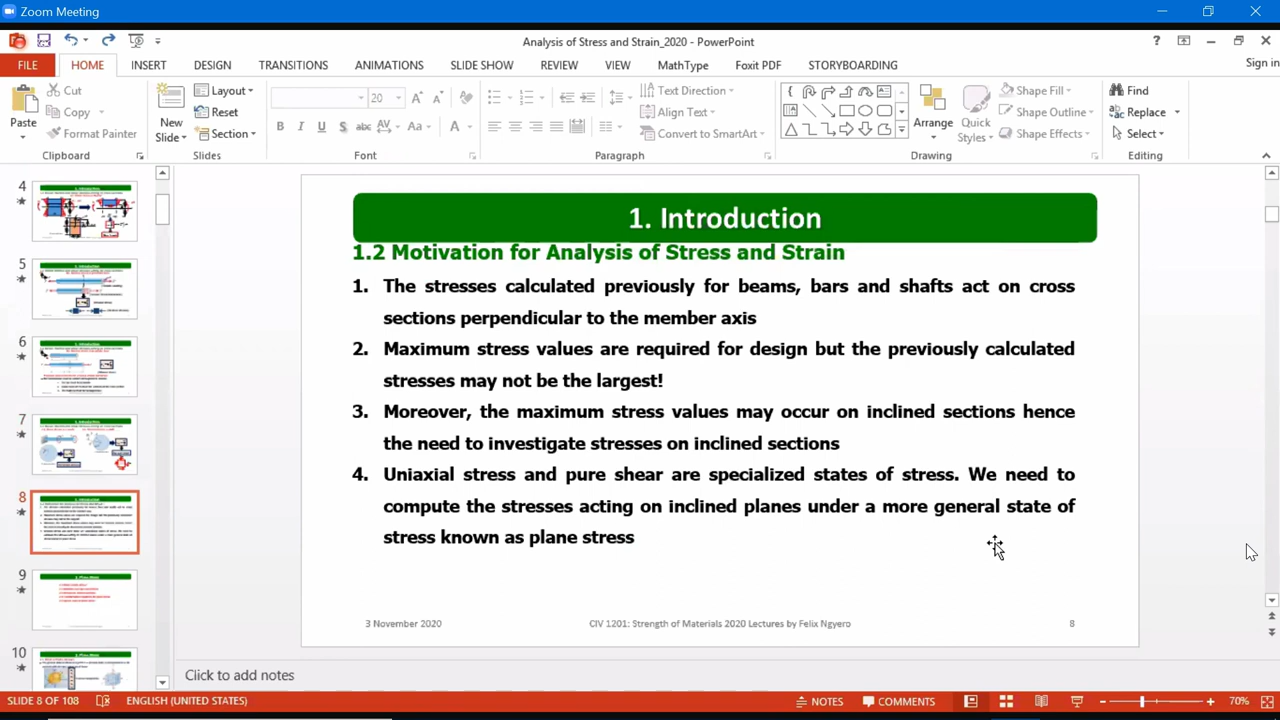 Zoom Meeting
Analysis of Stress and Strain_2020 - PowerPoint
FILE HOME INSERT DESIGN TRANSITIONS ANIMATIONS SLIDE SHOW REVIEW VIEW MathType Foxit PDF STORYBOARDING Sign in
Paste
Cut
Copy
Format Painter
Clipboard
New
Slide
Layout
Reset
Section
Slides
20
Font
Text Direction
Align Text
Convert to SmartArt
Paragraph
Arrange
Quick
Styles
Shape Fill
Shape Outline
Shape Effects
Drawing
Find
Replace
Select
Editing
4
5
6
7
8
9
10
1. Introduction
1.2 Motivation for Analysis of Stress and Strain
1. The stresses calculated previously for beams, bars and shafts act on cross
sections perpendicular to the member axis
2. Maximum stress values are required for design but the previously calculated
stresses may not be the largest!
3. Moreover, the maximum stress values may occur on inclined sections hence
the need to investigate stresses on inclined sections
4. Uniaxial stress and pure shear are specialized states of stress. We need to
compute the stresses acting on inclined planes under a more general state of
stress known as plane stress
3 November 2020 CIV 1201: Strength of Materials 2020 Lectures by Felix Ngyero 8
Click to add notes
SLIDE 8 OF 108 ENGLISH (UNITED STATES) NOTES COMMENTS 70%